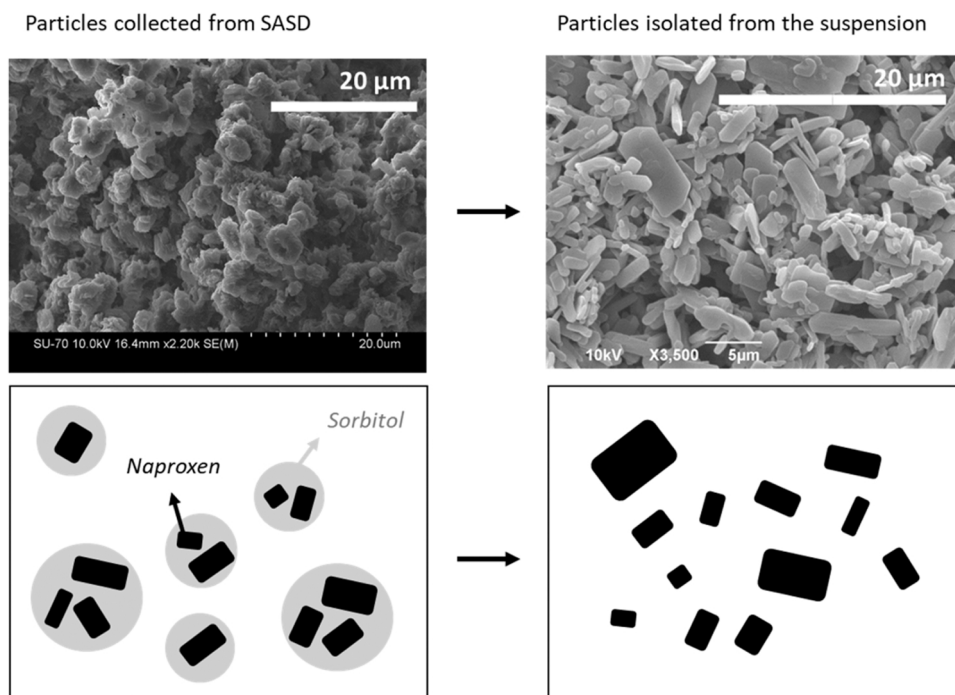 Particles collected from SASD
Particles isolated from the suspension
20 µm
20 µm
SU-70 10.0kV 16.4mm x2.20k SE(M)
20.0um
10kV X3,500 5µm
Sorbitol
Naproxen